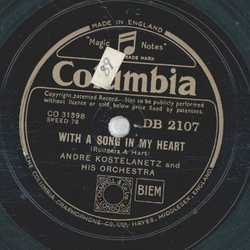 MADE IN ENGLAND
"Magic Notes"
TRADE MARK
89
Columbia
Copyright, patented Record. Not to be publicly performed
without licence or sold below price fixed by patentees.
CO 31398
SPEED 78
DB 2107
WITH A SONG IN MY HEART
(Rodgers & Hart)
ANDRE KOSTELANETZ and
HIS ORCHESTRA
BIEM
THE COLUMBIA GRAPHOPHONE CO., LTD., HAYES, MIDDLESEX, ENGLAND